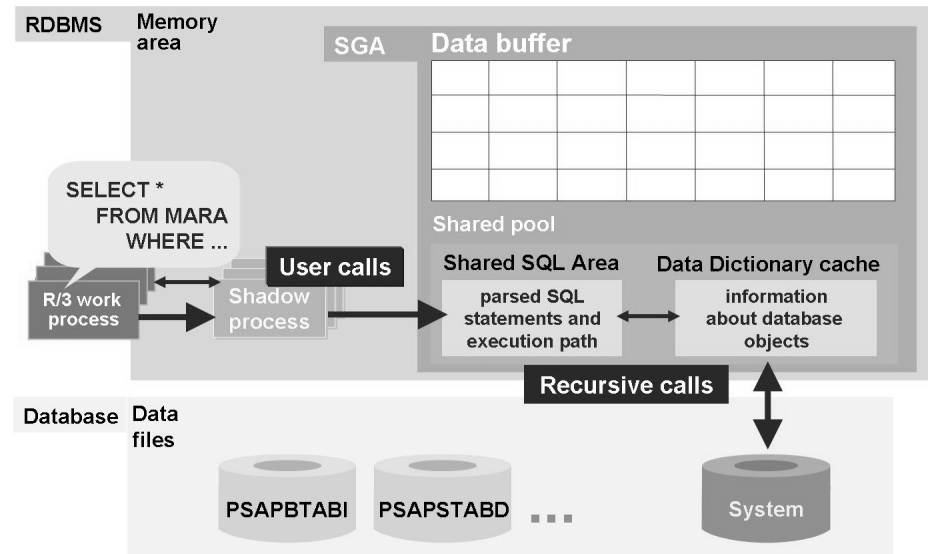 RDBMS
Memory
area
SGA
Data buffer
SELECT *
FROM MARA
WHERE ...
Shared pool
User calls
Shared SQL Area
Data Dictionary cache
R/3 work
process
Shadow
process
parsed SQL
statements and
execution path
information
about database
objects
Recursive calls
Database
Data
files
PSAPBTABI
PSAPSTABD
...
System